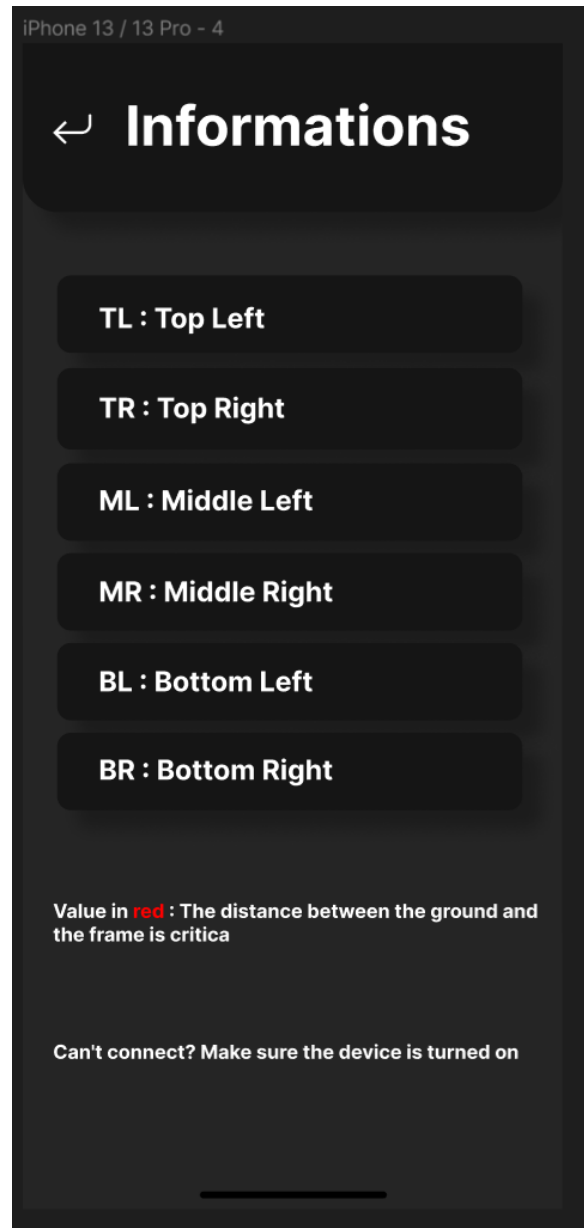 iPhone 13 / 13 Pro - 4
Informations
TL : Top Left
TR : Top Right
ML : Middle Left
MR : Middle Right
BL : Bottom Left
BR : Bottom Right
Value in red : The distance between the ground and
the frame is critica
Can't connect? Make sure the device is turned on